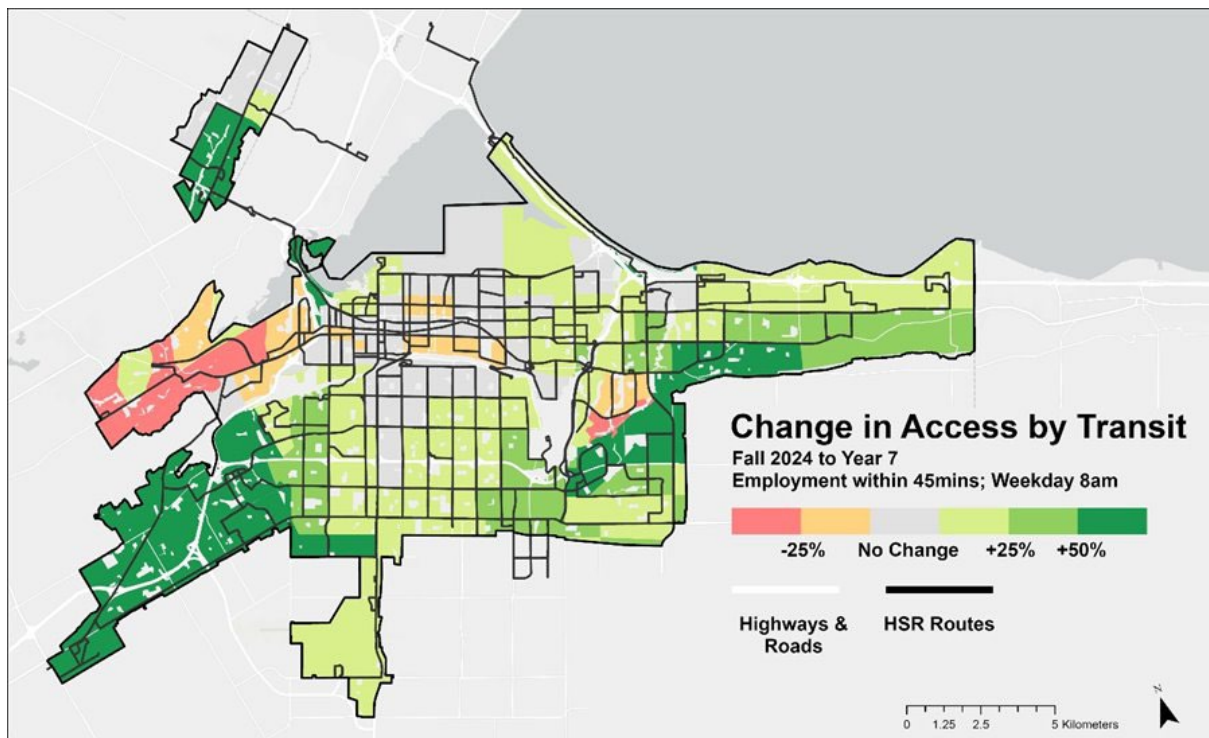 Change in Access by Transit
Fall 2024 to Year 7
Employment within 45mins; Weekday 8am
-25% No Change +25% +50%
Highways & Roads
HSR Routes
0 1.25 2.5 5 Kilometers
N